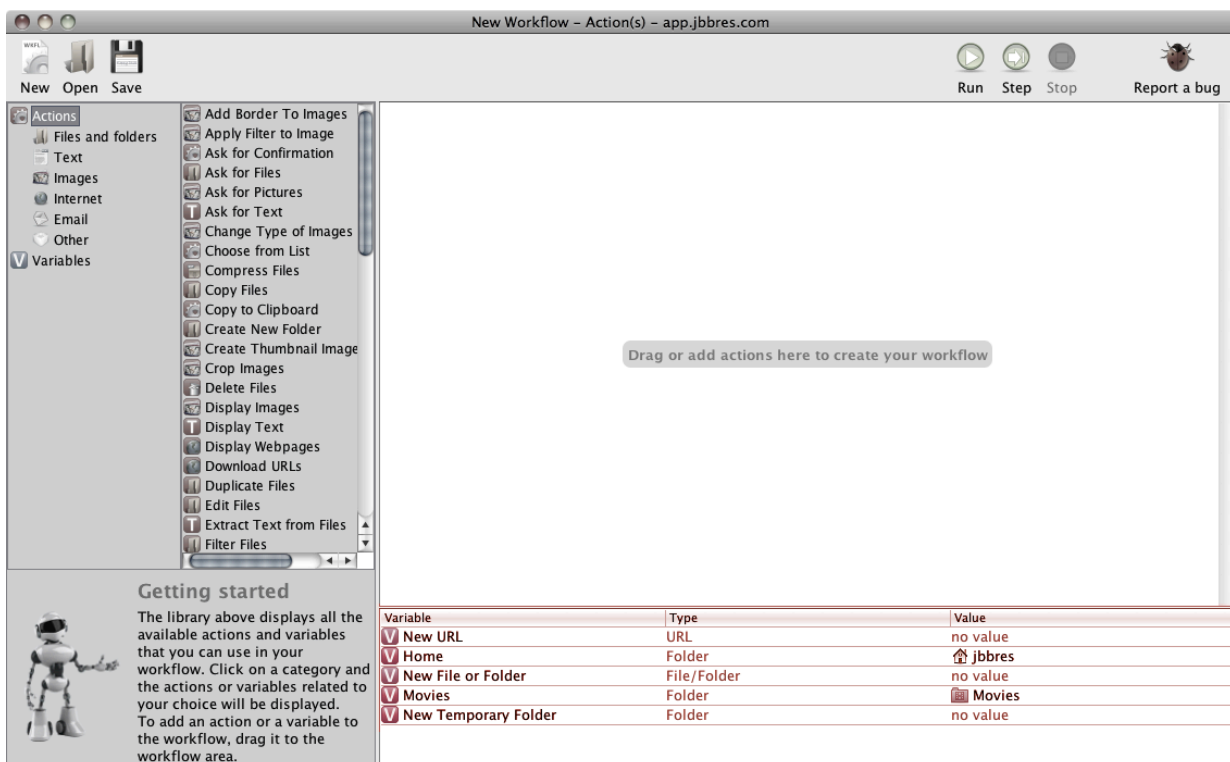 New Workflow – Action(s) – app.jbbres.com
WKFL
New Open Save
Run Step Stop Report a bug
Actions
Files and folders
Text
Images
Internet
Email
Other
Variables
Add Border To Images
Apply Filter to Image
Ask for Confirmation
Ask for Files
Ask for Pictures
Ask for Text
Change Type of Images
Choose from List
Compress Files
Copy Files
Copy to Clipboard
Create New Folder
Create Thumbnail Image
Crop Images
Delete Files
Display Images
Display Text
Display Webpages
Download URLs
Duplicate Files
Edit Files
Extract Text from Files
Filter Files
Drag or add actions here to create your workflow
Getting started
The library above displays all the
available actions and variables
that you can use in your
workflow. Click on a category and
the actions or variables related to
your choice will be displayed.
To add an action or a variable to
the workflow, drag it to the
workflow area.
Variable Type Value
V New URL URL no value
V Home Folder jbbres
V New File or Folder File/Folder no value
V Movies Folder Movies
V New Temporary Folder Folder no value